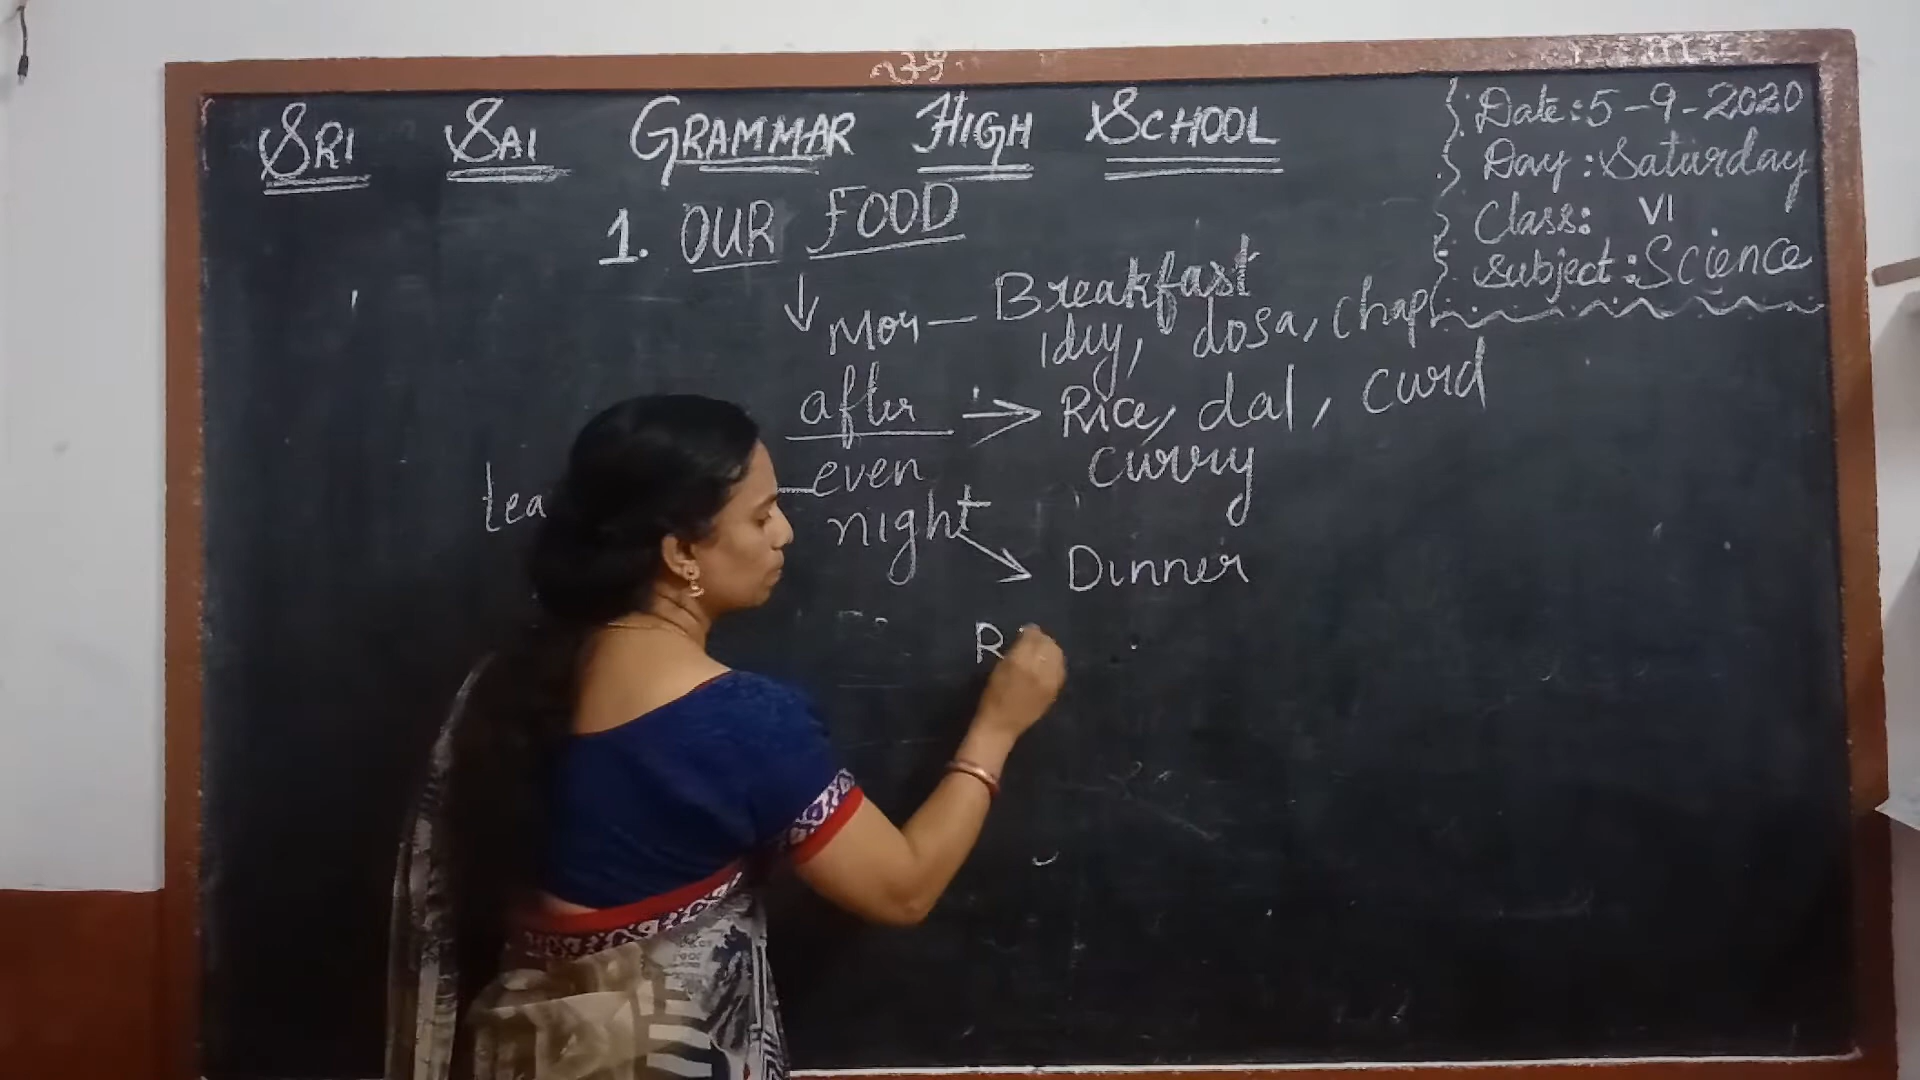 SRI SAI GRAMMAR HIGH SCHOOL
Date: 5-9-2020
Day: Saturday
Class: VI
Subject: Science
1. OUR FOOD
↓ Mor — Breakfast
Idly, dosa, chap
after → Rice, dal, curd
curry
tea
even
night → Dinner
R